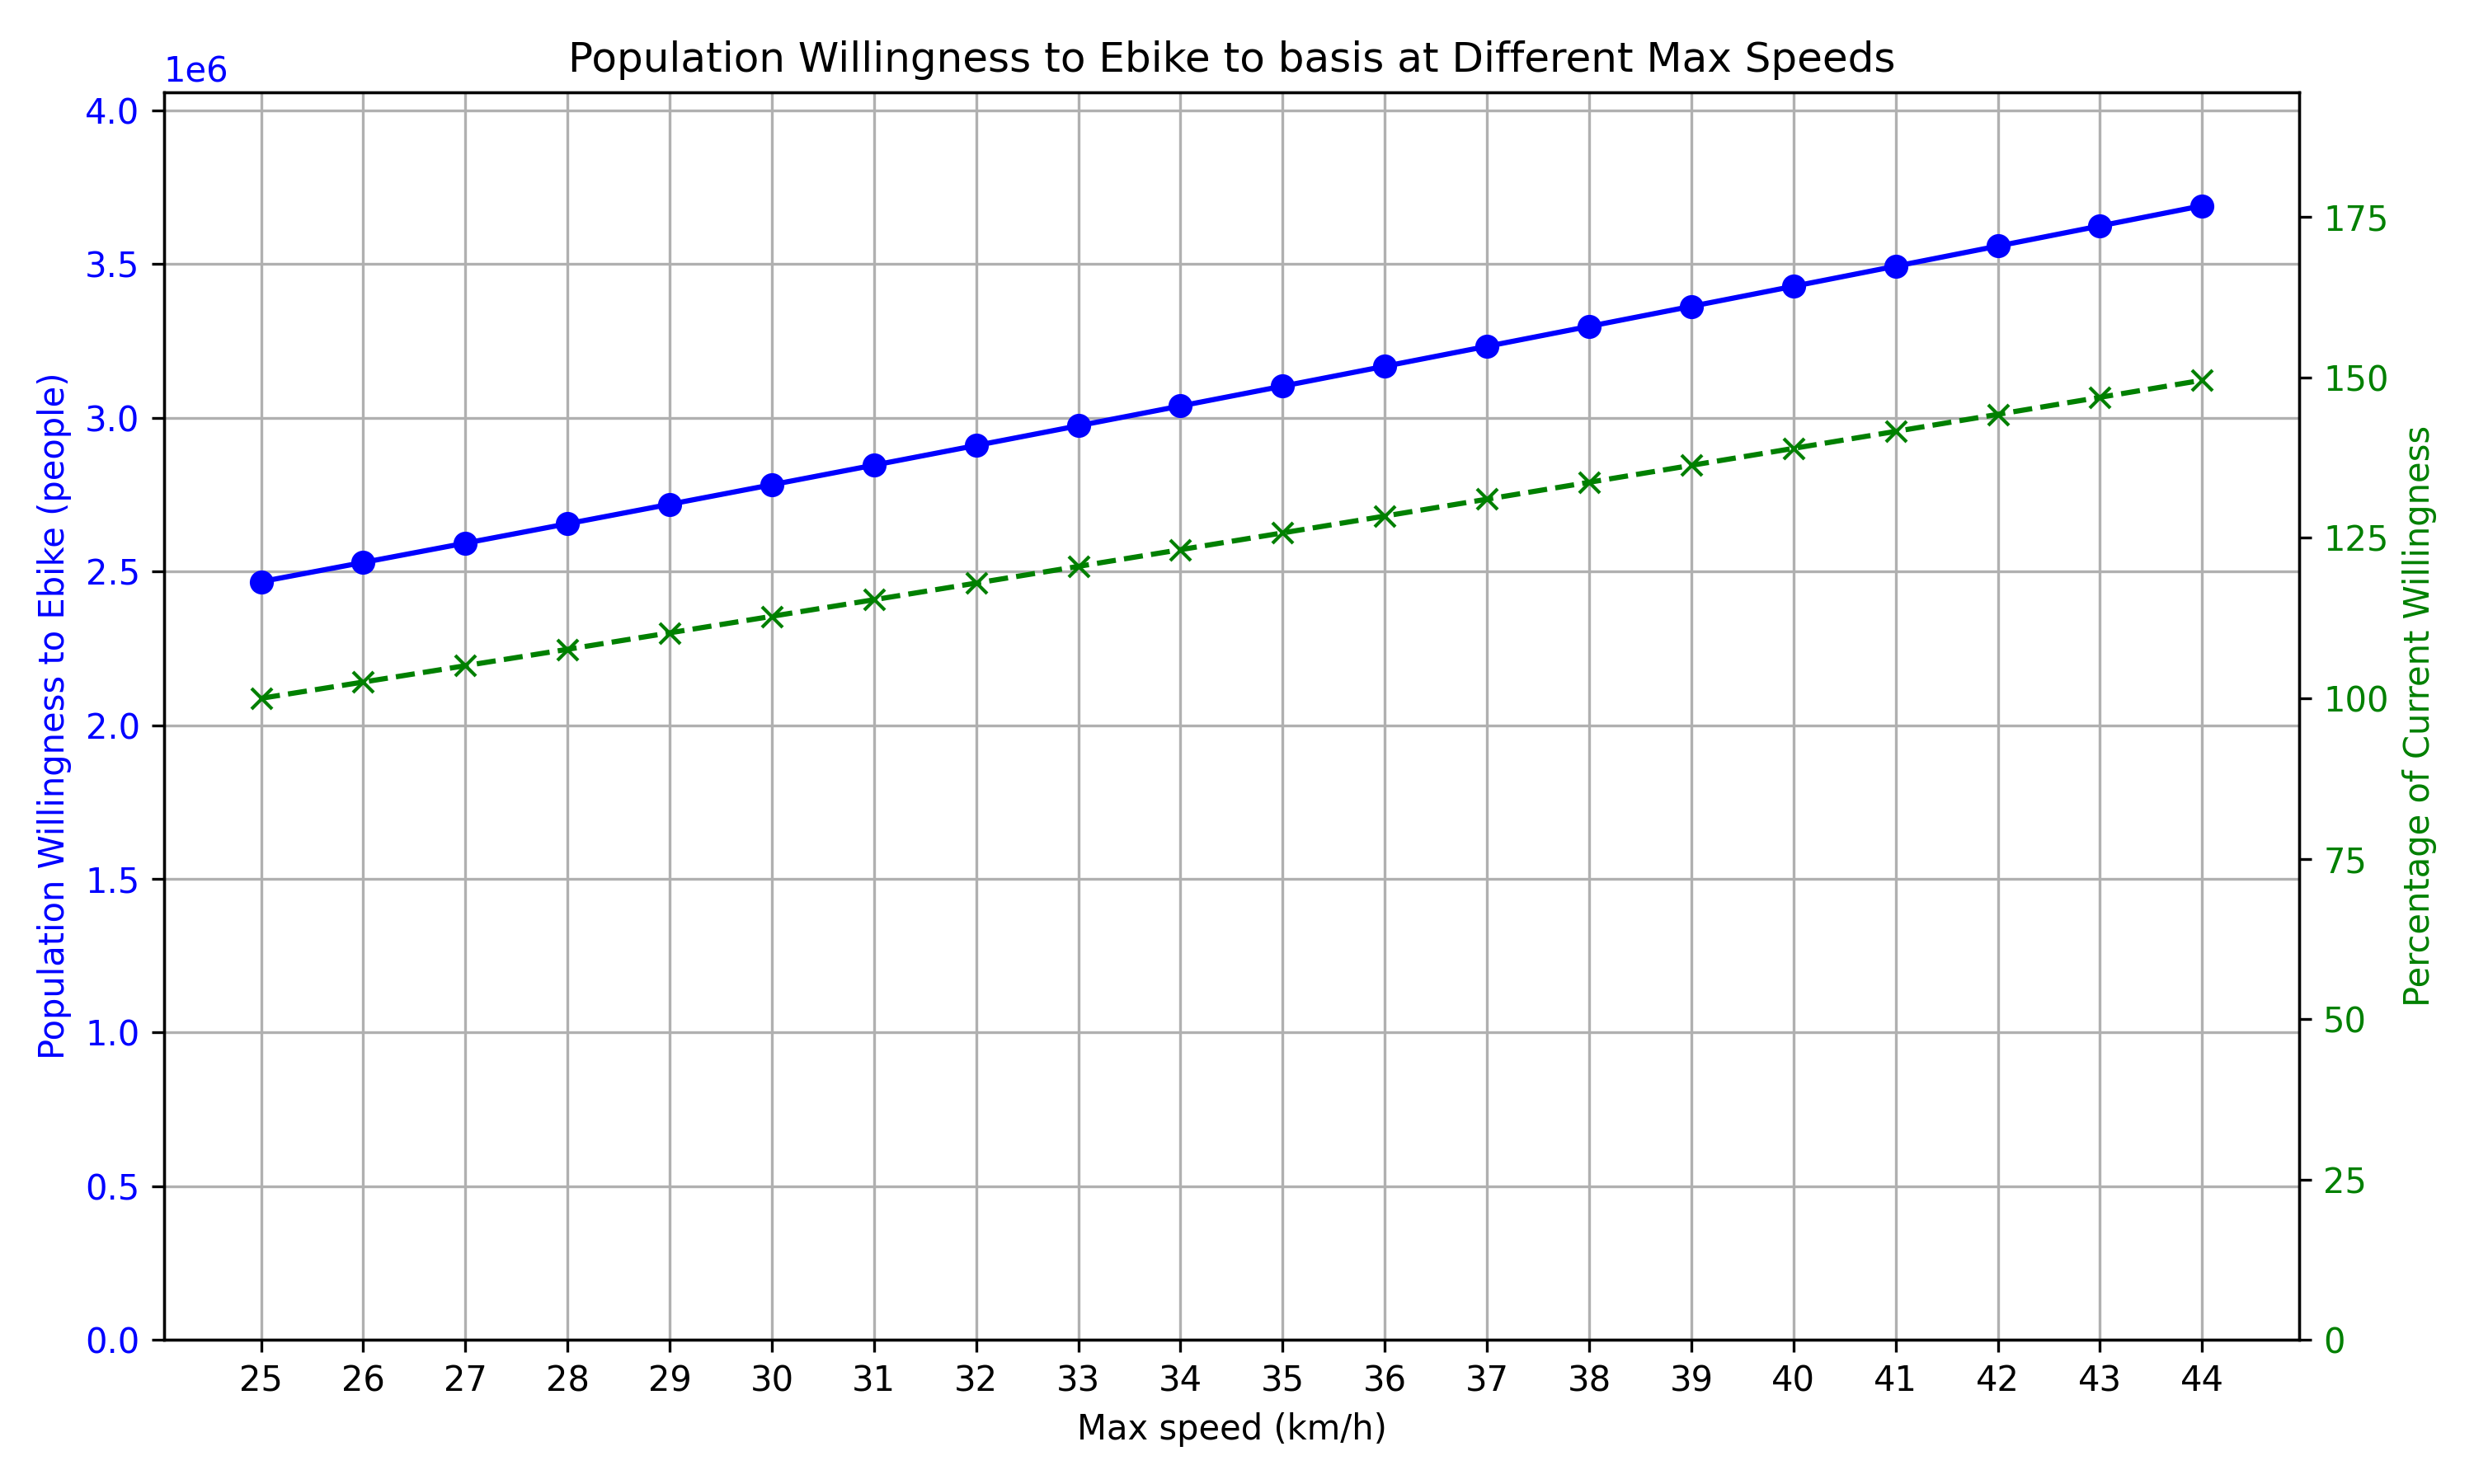 Population Willingness to Ebike to basis at Different Max Speeds
1e6
4.0
3.5
3.0
2.5
2.0
1.5
1.0
0.5
0.0
Population Willingness to Ebike (people)
175
150
125
100
75
50
25
0
Percentage of Current Willingness
25 26 27 28 29 30 31 32 33 34 35 36 37 38 39 40 41 42 43 44
Max speed (km/h)